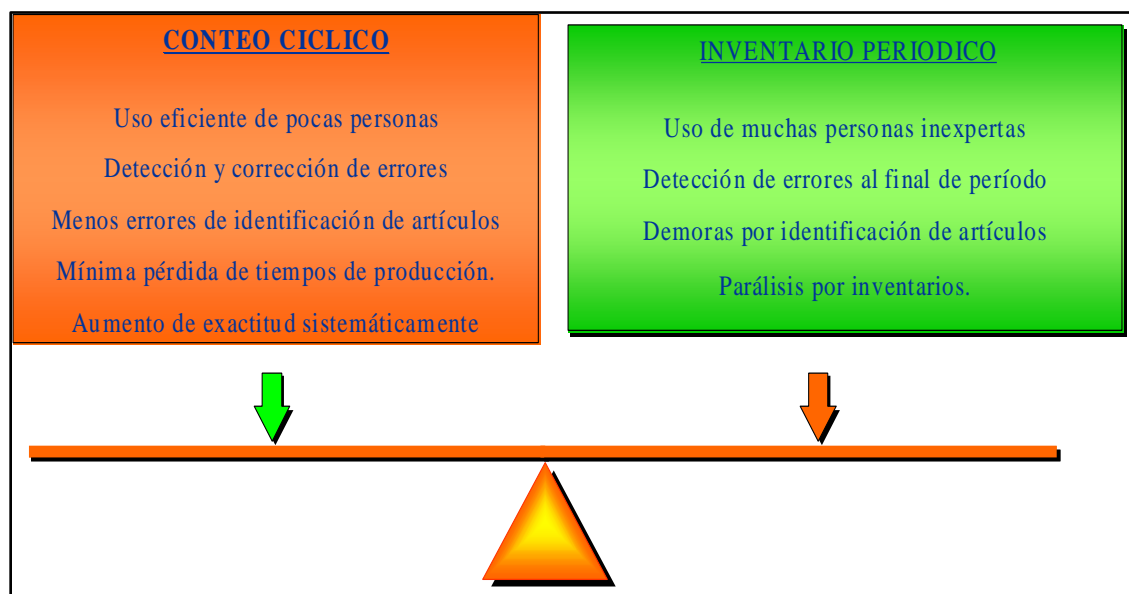 CONTEO CICLICO
Uso eficiente de pocas personas
Detección y corrección de errores
Menos errores de identificación de artículos
Mínima pérdida de tiempos de producción.
Aumento de exactitud sistemáticamente
INVENTARIO PERIODICO
Uso de muchas personas inexpertas
Detección de errores al final de período
Demoras por identificación de artículos
Parálisis por inventarios.